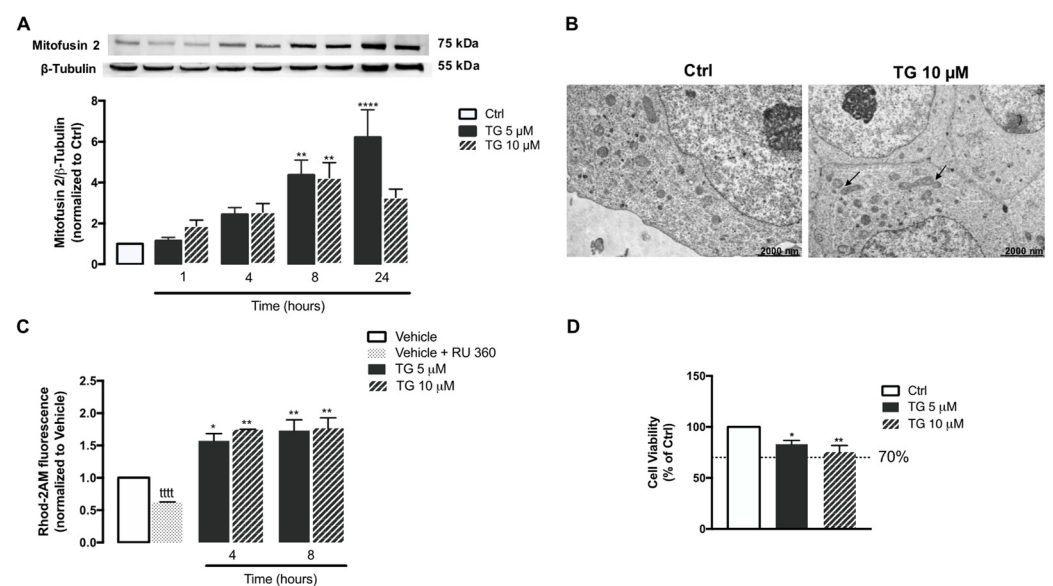 A
Mitofusin 2
75 kDa
β-Tubulin
55 kDa
Mitofusin 2/β-Tubulin
(normalized to Ctrl)
8
6
4
2
0
**
**
****
1
4
8
24
Time (hours)
Ctrl
TG 5 µM
TG 10 µM
B
Ctrl
TG 10 µM
2000 nm
2000 nm
C
Rhod-2AM fluorescence
(normalized to Vehicle)
2.5
2.0
1.5
1.0
0.5
0.0
tttt
*
**
**
**
4
8
Time (hours)
Vehicle
Vehicle + RU 360
TG 5 µM
TG 10 µM
D
Cell Viability
(% of Ctrl)
150
100
50
0
*
**
70%
Ctrl
TG 5 µM
TG 10 µM